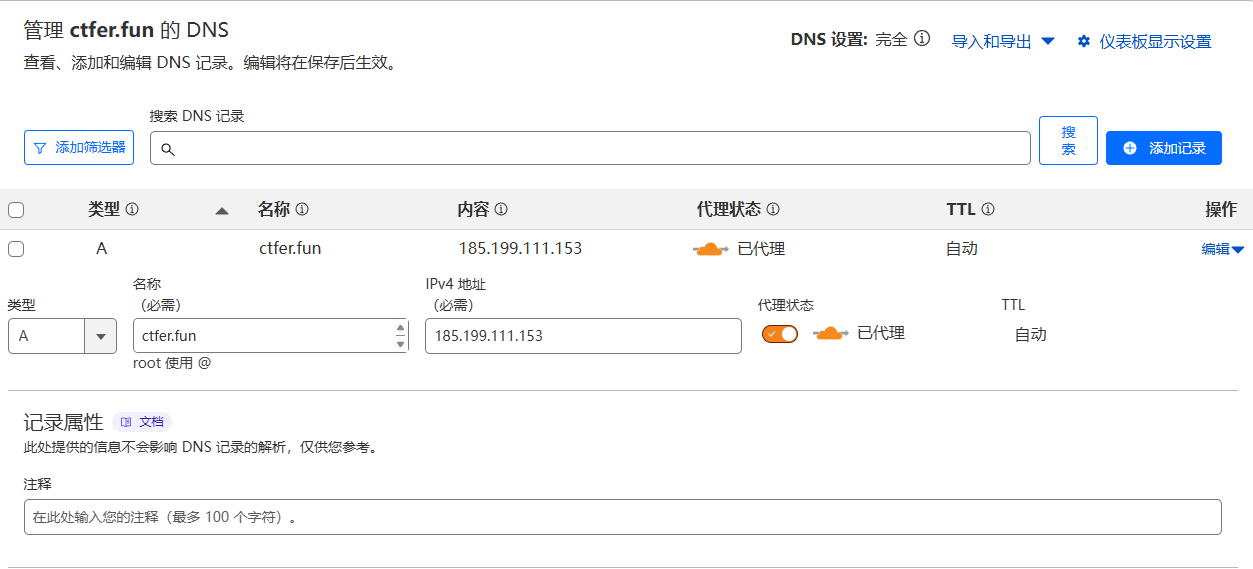 管理 ctfer.fun 的 DNS
查看、添加和编辑 DNS 记录。编辑将在保存后生效。
DNS 设置: 完全
导入和导出
仪表板显示设置
搜索 DNS 记录
添加筛选器
搜
索
添加记录
类型 名称 内容 代理状态 TTL 操作
A ctfer.fun 185.199.111.153 已代理 自动 编辑
类型
名称
（必需）
IPv4 地址
（必需）
代理状态
TTL
A
ctfer.fun
185.199.111.153
已代理
自动
root 使用 @
记录属性 文档
此处提供的信息不会影响 DNS 记录的解析，仅供您参考。
注释
在此处输入您的注释（最多 100 个字符）。